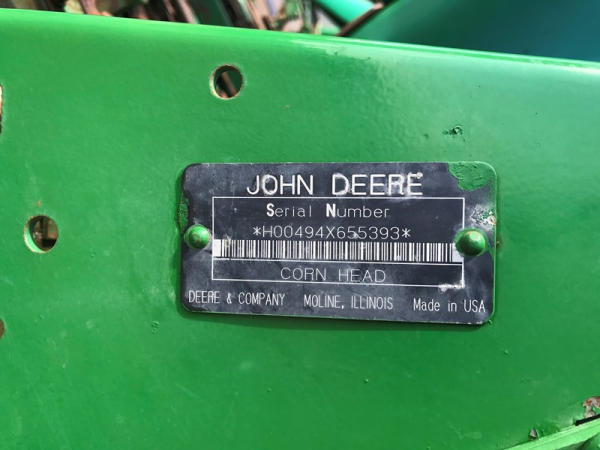 JOHN DEERE
Serial Number
*H00494X655393*
CORN HEAD
DEERE & COMPANY MOLINE, ILLINOIS Made in USA